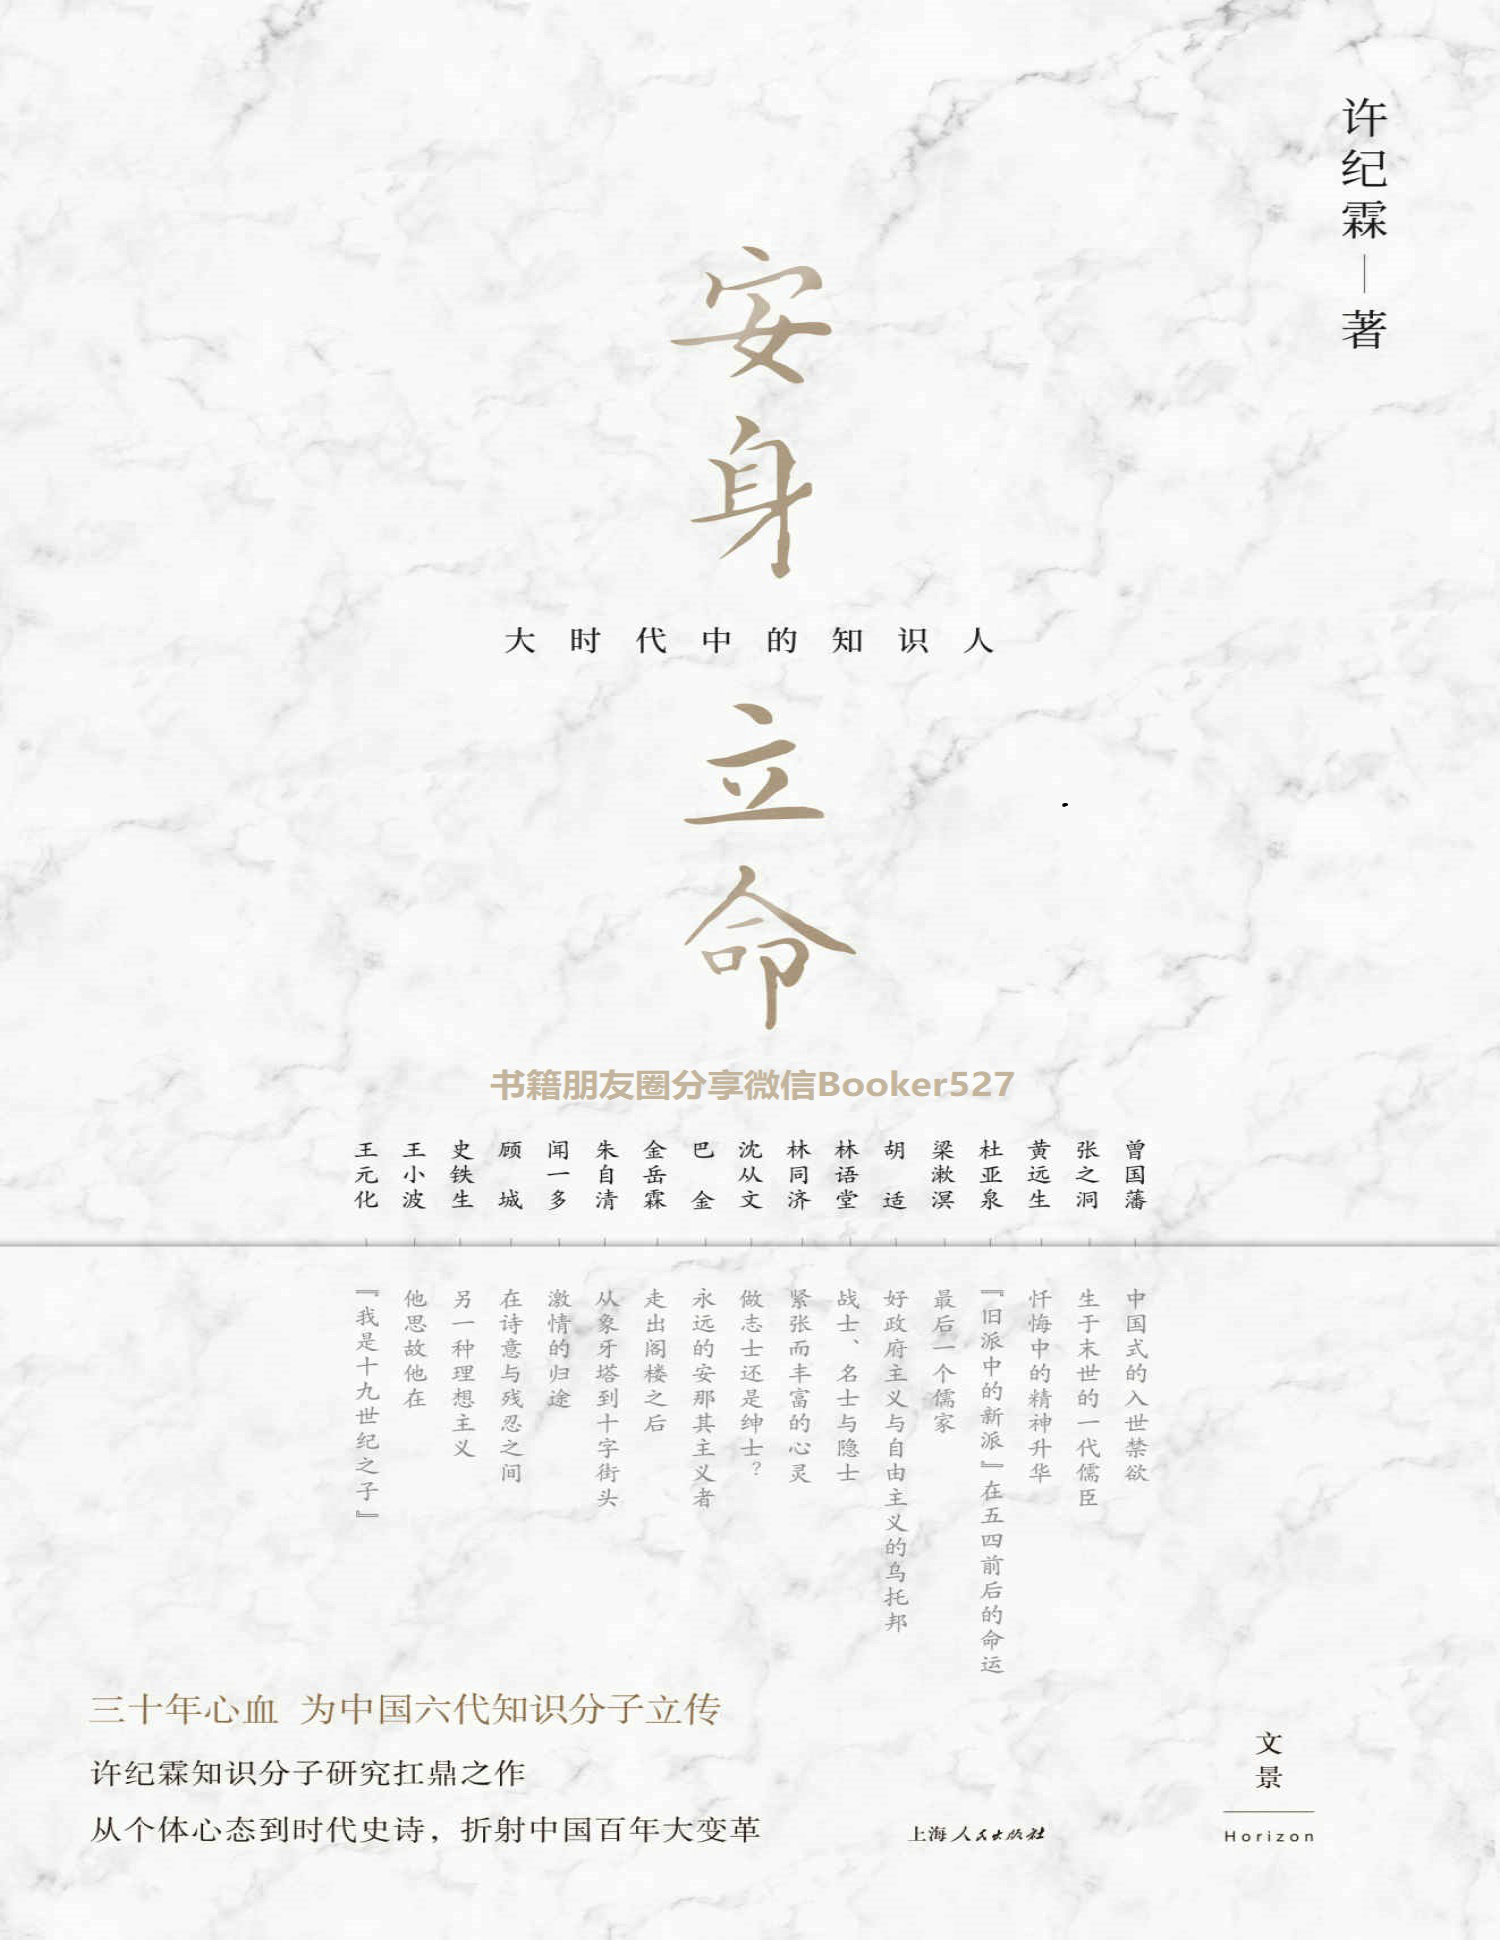 许纪霖—著
安身
大时代中的知识人
立命
书籍朋友圈分享微信Booker527
曾国藩
张之洞
黄远生
杜亚泉
梁漱溟
胡 适
林语堂
林同济
沈从文
巴 金
金岳霖
朱自清
闻一多
顾 城
史铁生
王小波
王元化
中国式的入世禁欲
生于末世的一代儒臣
忏悔中的精神升华
『旧派中的新派』在五四前后的命运
最后一个儒家
好政府主义与自由主义的乌托邦
战士、名士与隐士
紧张而丰富的心灵
做志士还是绅士？
永远的安那其主义者
走出阁楼之后
从象牙塔到十字街头
激情的归途
在诗意与残忍之间
另一种理想主义
他思故他在
『我是十九世纪之子』
三十年心血 为中国六代知识分子立传
许纪霖知识分子研究扛鼎之作
从个体心态到时代史诗，折射中国百年大变革
上海人民出版社
文景
Horizon